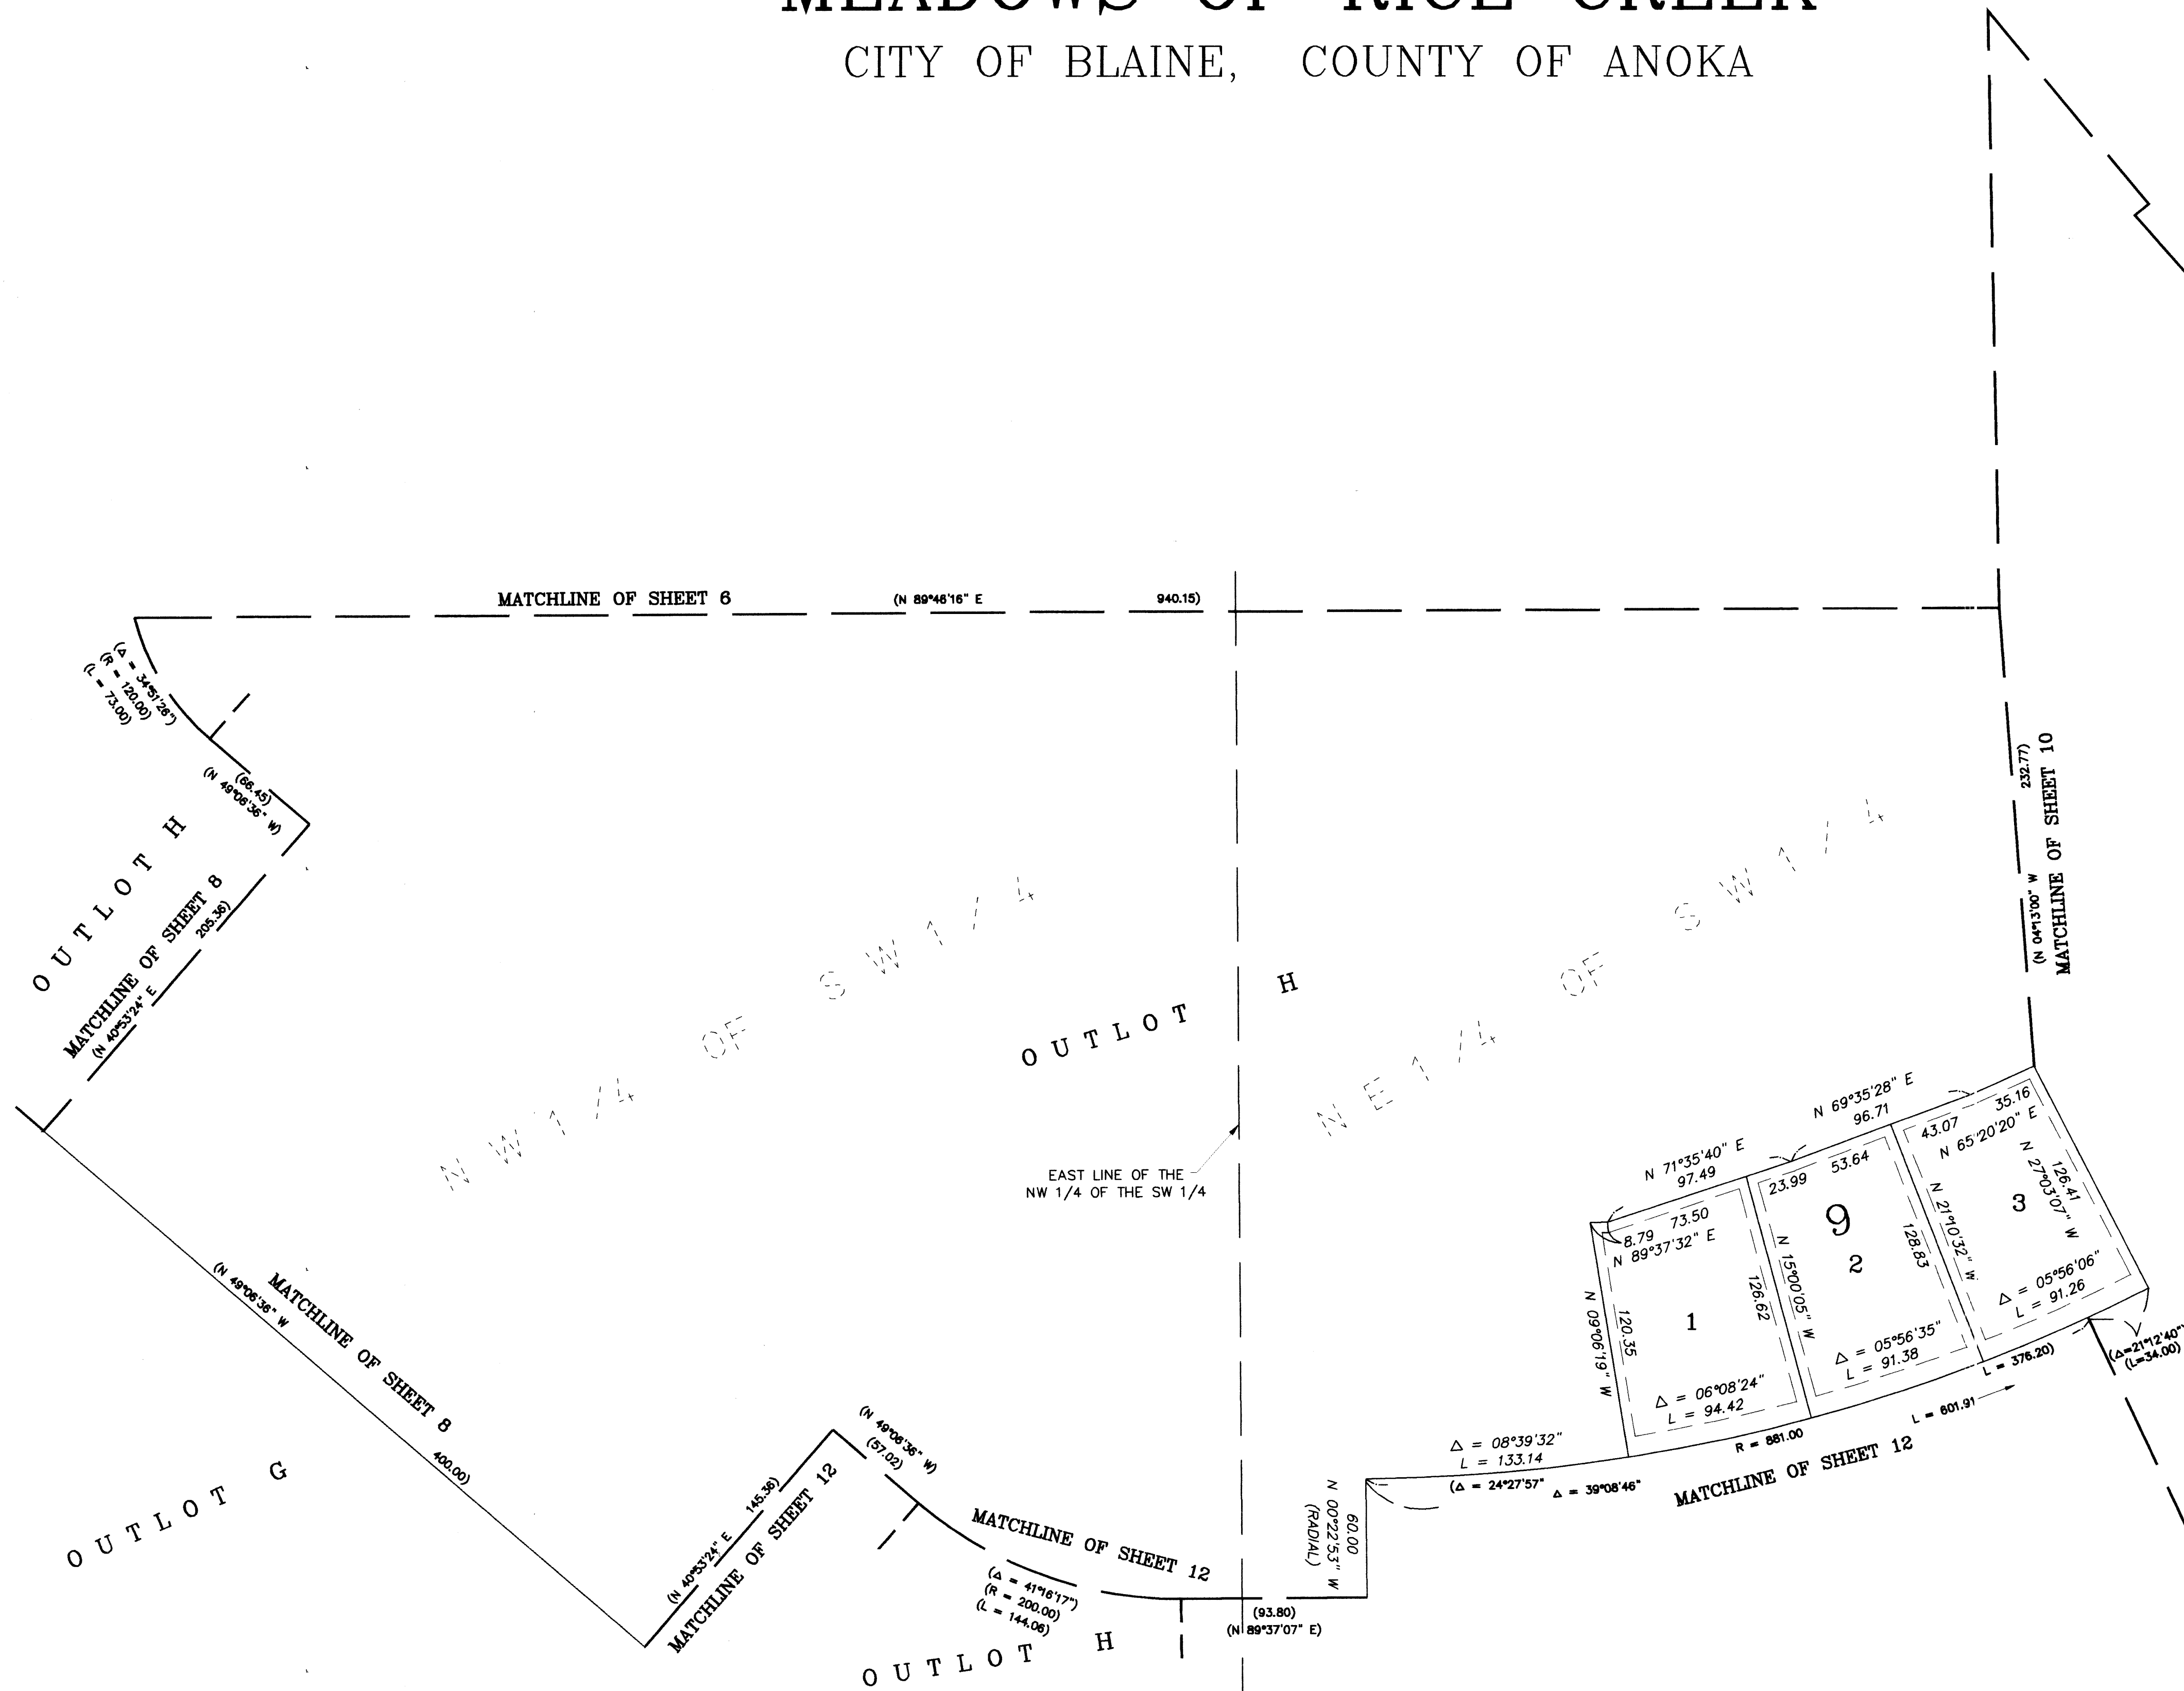 MEADOWS OF RICE CREEK
CITY OF BLAINE, COUNTY OF ANOKA
MATCHLINE OF SHEET 6
(N 89°46'16" E 940.15)
(Δ = 34°51'26")
(R = 120.00)
(L = 73.00)
(66.45)
(N 49°06'36" W)
OUTLOT H
MATCHLINE OF SHEET 8
(N 40°53'24" E 205.36)
232.77)
(N 04°13'00" W
MATCHLINE OF SHEET 10
NW 1/4 OF SW 1/4
OUTLOT H
NE 1/4 OF SW 1/4
EAST LINE OF THE
NW 1/4 OF THE SW 1/4
N 69°35'28" E
96.71
N 71°35'40" E
97.49
35.16
43.07
N 65°20'20" E
53.64
23.99
73.50
8.79
N 89°37'32" E
126.41
N 27°03'07" W
3
9
2
1
N 21°10'32" W
128.83
N 15°00'05" W
126.62
120.35
N 09°06'19" W
Δ = 05°56'06"
L = 91.26
Δ = 05°56'35"
L = 91.38
Δ = 06°08'24"
L = 94.42
(Δ=21°12'40")
(L=34.00)
L = 376.20)
L = 601.91
R = 881.00
MATCHLINE OF SHEET 12
Δ = 08°39'32"
L = 133.14
(Δ = 24°27'57" Δ = 39°08'46"
60.00
N 00°22'53" W
(RADIAL)
MATCHLINE OF SHEET 8
(N 49°06'36" W 400.00)
OUTLOT G
(N 49°06'36" W)
(57.02)
(N 40°53'24" E 145.36)
MATCHLINE OF SHEET 12
MATCHLINE OF SHEET 12
(Δ = 41°16'17")
(R = 200.00)
(L = 144.06)
(93.80)
(N 89°37'07" E)
OUTLOT H